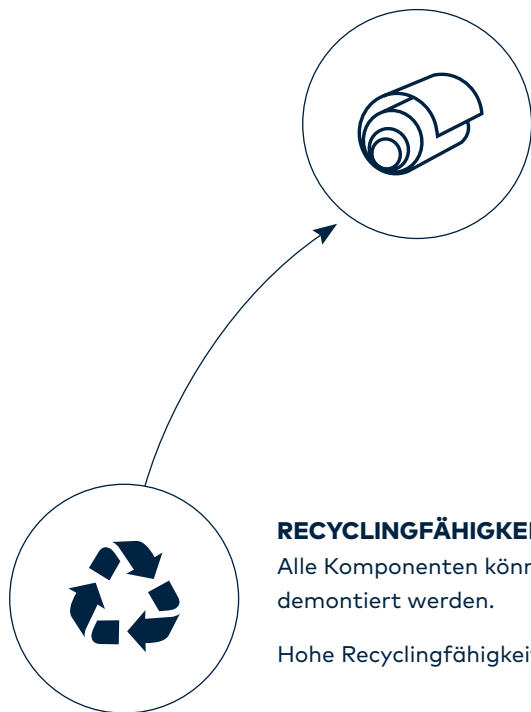 RECYCLINGFÄHIGKEI
Alle Komponenten könn
demontiert werden.
Hohe Recyclingfähigkei